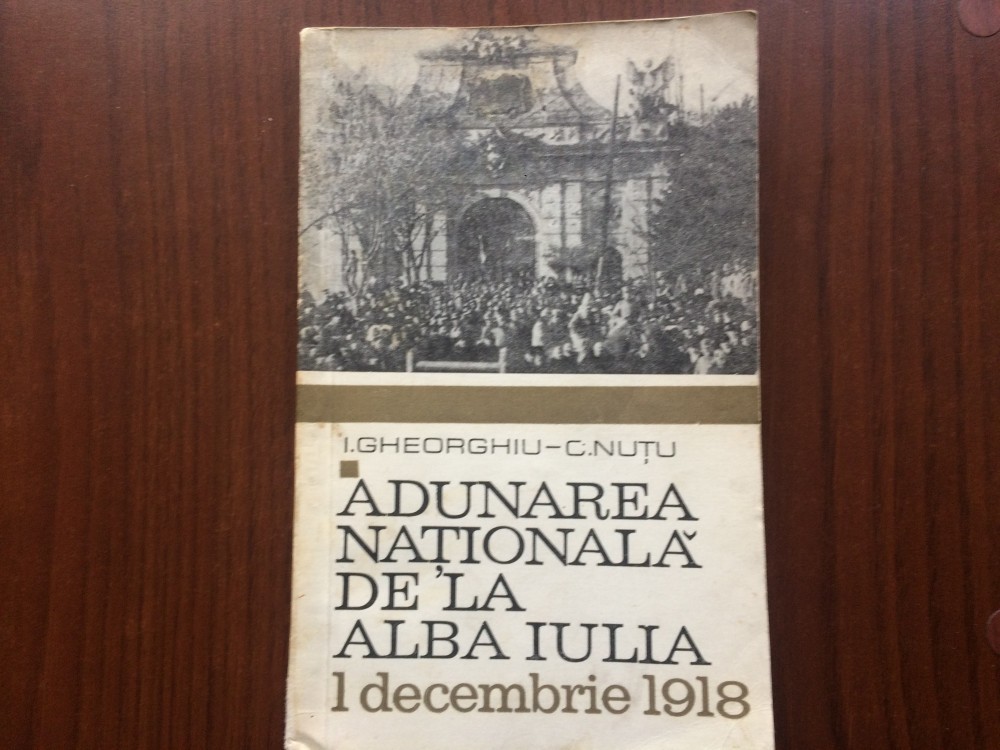 I.GHEORGHIU-C.NUȚU
ADUNAREA
NAȚIONALĂ
DE LA
ALBA IULIA
1 decembrie 1918